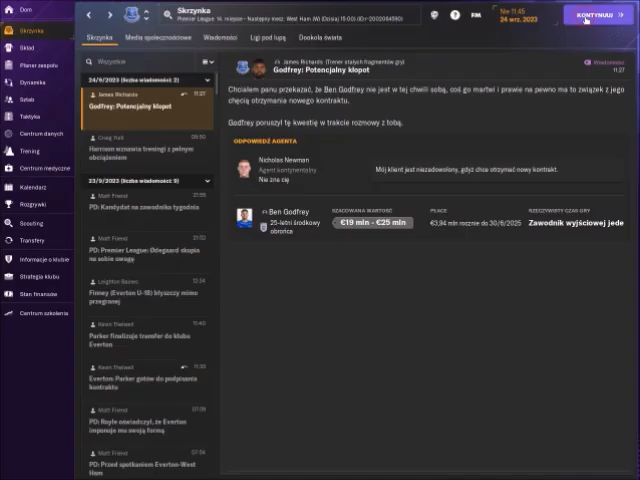 Dom
Skrzynka
Skład
Planer zespołu
Dynamika
Sztab
Taktyka
Centrum danych
Trening
Centrum medyczne
Kalendarz
Rozgrywki
Scouting
Transfery
Informacje o klubie
Strategia klubu
Stan finansów
Centrum szkolenia
Skrzynka
Premier League: 14. miejsce - Następny mecz: West Ham (W) (Dzisiaj 15:00)
FM
Nie 11:45
24 wrz. 2023
KONTYNUUJ
Skrzynka
Media społecznościowe
Wiadomości
Ligi pod lupą
Dookoła świata
Wszystkie
24/9/2023 (liczba wiadomości: 2)
James Richards 11:27
Godfrey: Potencjalny kłopot
Craig York
Harrison wznawia treningi z pełnym
obciążeniem
23/9/2023 (liczba wiadomości: 9)
Matt Friend
PD: Kandydat na zawodnika tygodnia
Matt Friend
PD: Premier League: Odegaard skupia
na sobie uwagę
Leighton Baines
Finney (Everton U-18) błyszczy mimo
przegranej
Kevin Thelwell 11:40
Parker finalizuje transfer do klubu
Everton
Kevin Thelwell
Everton: Parker gotów do podpisania
kontraktu
Matt Friend
PD: Royle oświadczył, że Everton
imponuje mu swoją formą
Matt Friend
PD: Przed spotkaniem Everton-West
Ham
James Richards (Trener stałych fragmentów gry)
Godfrey: Potencjalny kłopot
Wiadomości
11:27
Chciałem panu przekazać, że Ben Godfrey nie jest w tej chwili sobą, coś go martwi i prawie na pewno ma to związek z jego
chęcią otrzymania nowego kontraktu.
Godfrey poruszył tę kwestię w trakcie rozmowy z tobą.
ODPOWIEDŹ AGENTA
Nicholas Newman
Agent kontynentalny
Nie zna cię
Mój klient jest niezadowolony, gdyż chce otrzymać nowy kontrakt.
Ben Godfrey
25-letni środkowy
obrońca
SZACOWANA WARTOŚĆ
€19 mln - €25 mln
PŁACE
€3,94 mln rocznie do 30/6/2025
RZECZYWISTY CZAS GRY
Zawodnik wyjściowej jede